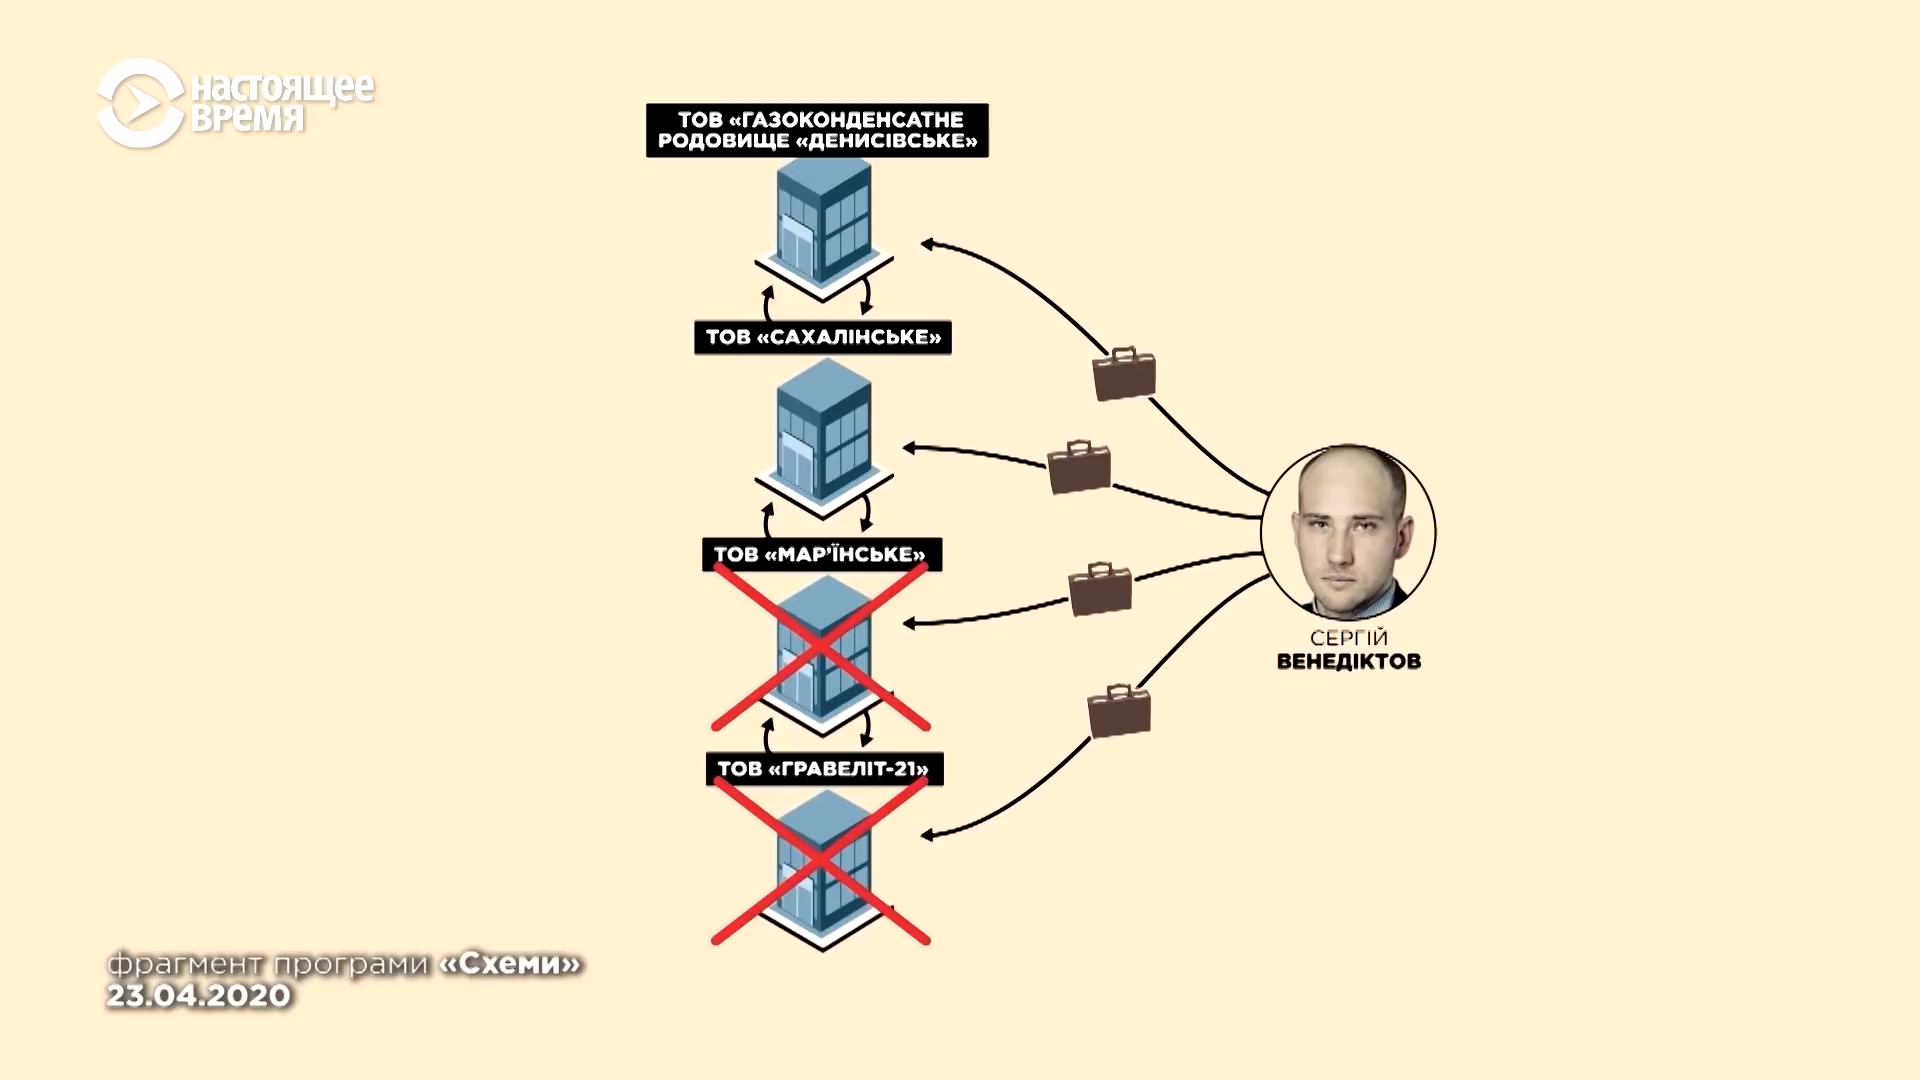 настоящее
время
ТОВ «ГАЗОКОНДЕНСАТНЕ
РОДОВИЩЕ «ДЕНИСІВСЬКЕ»
ТОВ «САХАЛІНСЬКЕ»
ТОВ «МАР’ЇНСЬКЕ»
ТОВ «ГРАВЕЛІТ-21»
СЕРГІЙ
ВЕНЕДІКТОВ
фрагмент програми «Схеми»
23.04.2020